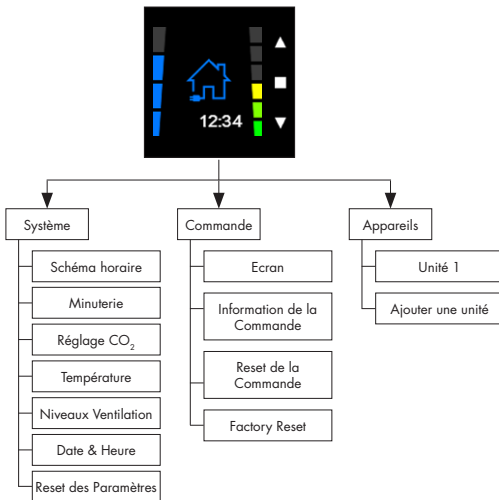 12:34
Système
Commande
Appareils
Schéma horaire
Minuterie
Réglage CO₂
Température
Niveaux Ventilation
Date & Heure
Reset des Paramètres
Ecran
Information de la
Commande
Reset de la
Commande
Factory Reset
Unité 1
Ajouter une unité